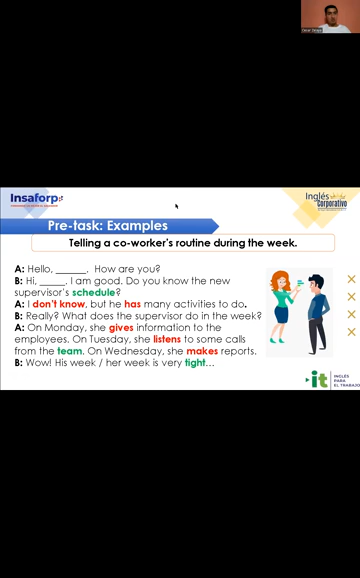 Insaforp
Inglés
Corporativo
Pre-task: Examples
Telling a co-worker's routine during the week.
A: Hello, ______. How are you?
B: Hi, _____. I am good. Do you know the new
supervisor's schedule?
A: I don't know, but he has many activities to do.
B: Really? What does the supervisor do in the week?
A: On Monday, she gives information to the
employees. On Tuesday, she listens to some calls
from the team. On Wednesday, she makes reports.
B: Wow! His week / her week is very tight...
it
INGLÉS
PARA
EL TRABAJO